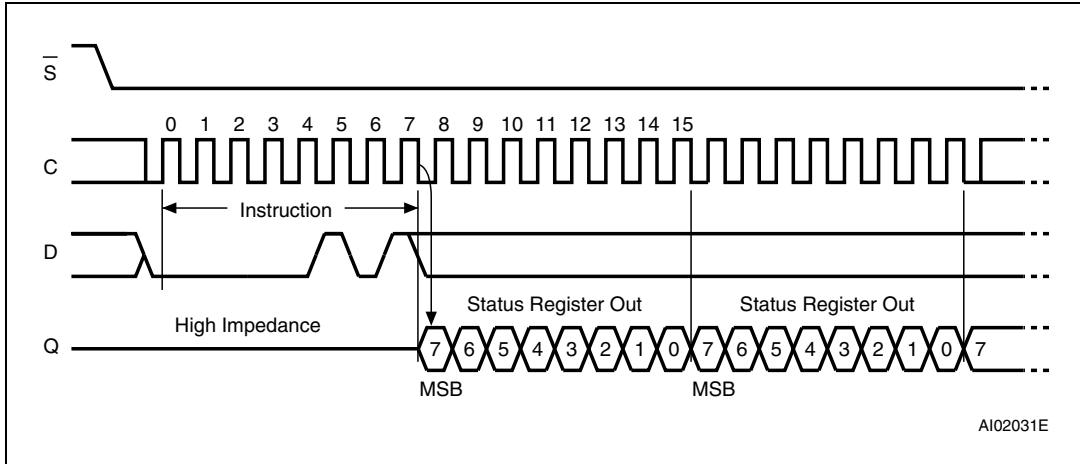 S̅
0 1 2 3 4 5 6 7 8 9 10 11 12 13 14 15
C
Instruction
D
Status Register Out Status Register Out
High Impedance
Q 7 6 5 4 3 2 1 0 7 6 5 4 3 2 1 0 7
MSB MSB
AI02031E